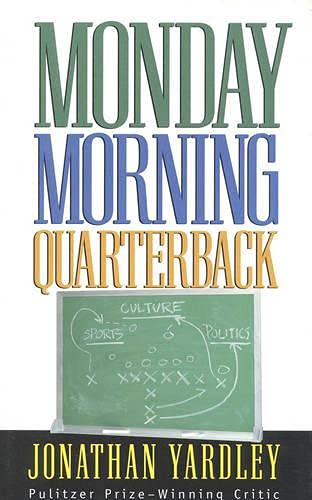 MONDAY
MORNING
QUARTERBACK
CULTURE
SPORTS
POLITICS
X
X X X X X X X
X
X
X
JONATHAN YARDLEY
Pulitzer Prize–Winning Critic